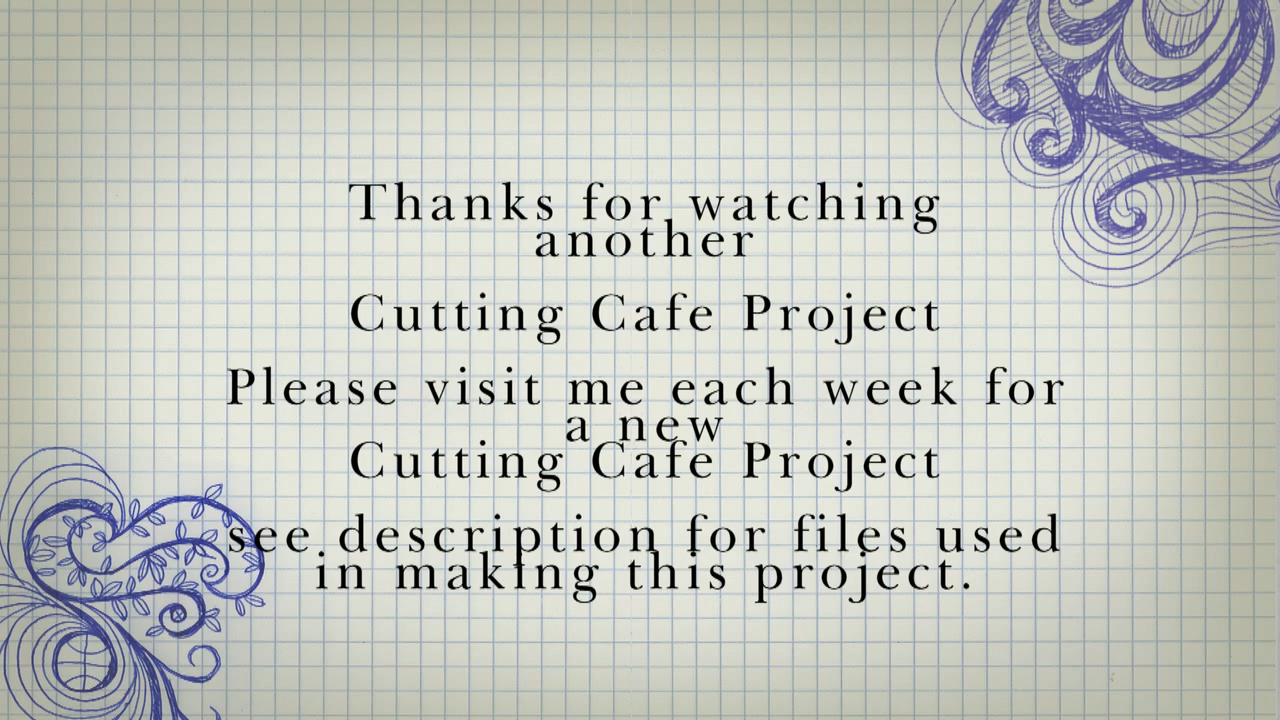 Thanks for watching
another
Cutting Cafe Project
Please visit me each week for
a new
Cutting Cafe Project
see description for files used
in making this project.